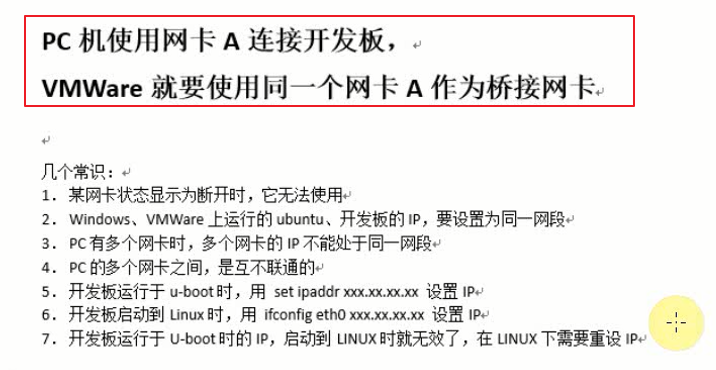 PC 机使用网卡 A 连接开发板，
VMWare 就要使用同一个网卡 A 作为桥接网卡
几个常识：
1. 某网卡状态显示为断开时，它无法使用
2. Windows、VMWare 上运行的 ubuntu、开发板的 IP，要设置为同一网段
3. PC 有多个网卡时，多个网卡的 IP 不能处于同一网段
4. PC 的多个网卡之间，是互不联通的
5. 开发板运行于 u-boot 时，用 set ipaddr xxx.xx.xx.xx 设置 IP
6. 开发板启动到 Linux 时，用 ifconfig eth0 xxx.xx.xx.xx 设置 IP
7. 开发板运行于 U-boot 时的 IP，启动到 LINUX 时就无效了，在 LINUX 下需要重设 IP